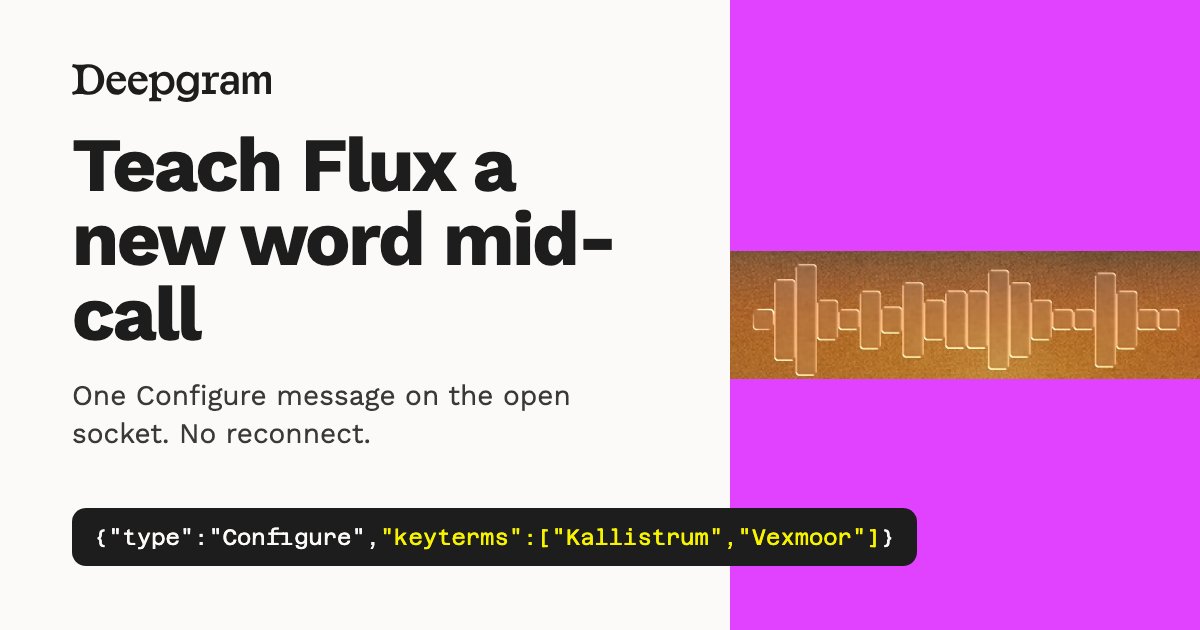 Deepgram
Teach Flux a
new word mid-
call
One Configure message on the open
socket. No reconnect.
{"type":"Configure","keyterms":["Kallistrum","Vexmoor"]}